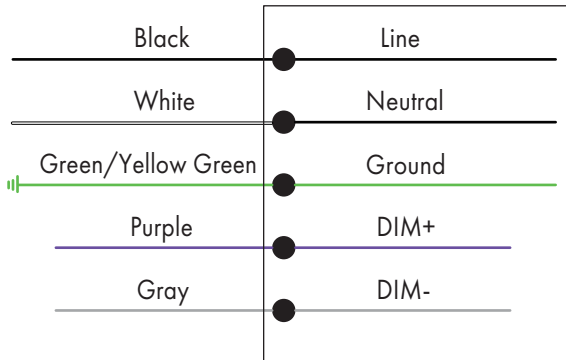 Black Line
White Neutral
Green/Yellow Green Ground
Purple DIM+
Gray DIM-